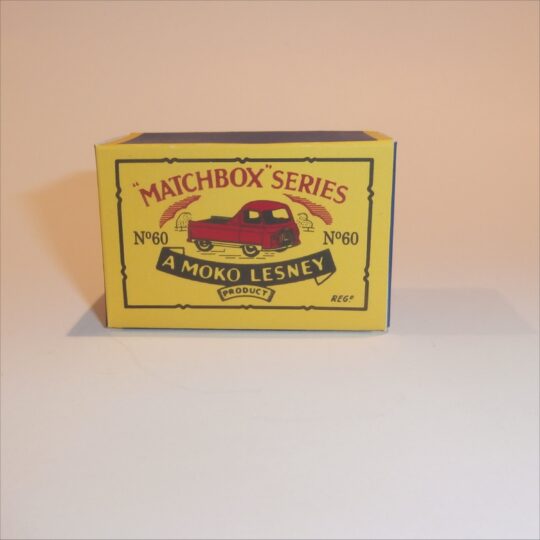 "MATCHBOX" SERIES
Nº60 Nº60
A MOKO LESNEY
PRODUCT
REGD